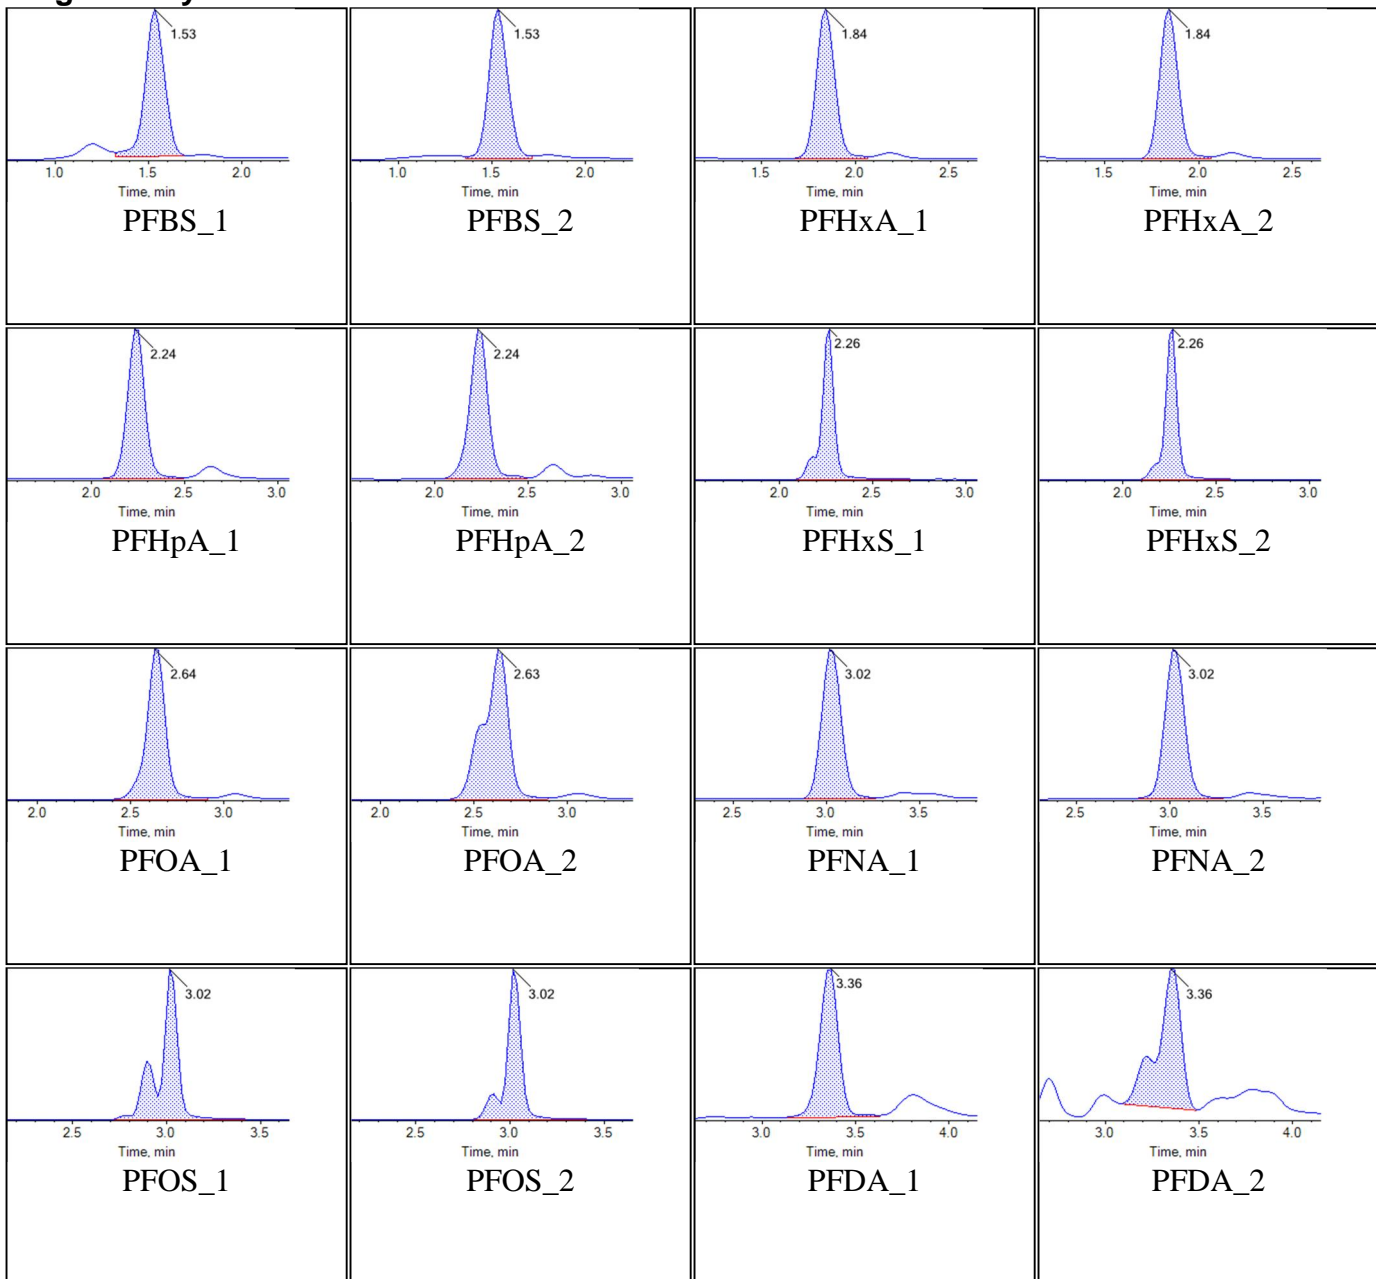 1.53
1.0 1.5 2.0
Time, min
PFBS_1
1.53
1.0 1.5 2.0
Time, min
PFBS_2
1.84
1.5 2.0 2.5
Time, min
PFHxA_1
1.84
1.5 2.0 2.5
Time, min
PFHxA_2
2.24
2.0 2.5 3.0
Time, min
PFHpA_1
2.24
2.0 2.5 3.0
Time, min
PFHpA_2
2.26
2.0 2.5 3.0
Time, min
PFHxS_1
2.26
2.0 2.5 3.0
Time, min
PFHxS_2
2.64
2.0 2.5 3.0
Time, min
PFOA_1
2.63
2.0 2.5 3.0
Time, min
PFOA_2
3.02
2.5 3.0 3.5
Time, min
PFNA_1
3.02
2.5 3.0 3.5
Time, min
PFNA_2
3.02
2.5 3.0 3.5
Time, min
PFOS_1
3.02
2.5 3.0 3.5
Time, min
PFOS_2
3.36
3.0 3.5 4.0
Time, min
PFDA_1
3.36
3.0 3.5 4.0
Time, min
PFDA_2